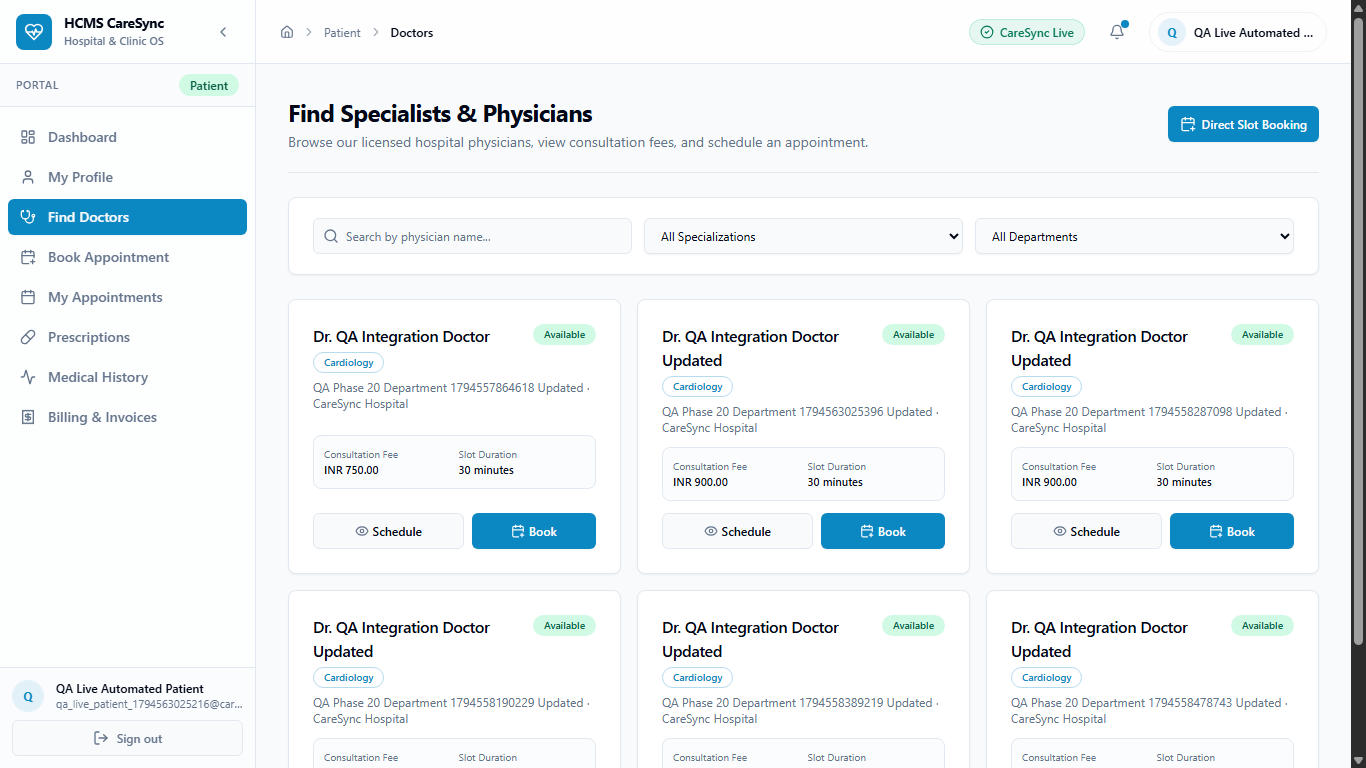 HCMS CareSync
Hospital & Clinic OS
PORTAL
Patient
Dashboard
My Profile
Find Doctors
Book Appointment
My Appointments
Prescriptions
Medical History
Billing & Invoices
Q
QA Live Automated Patient
qa_live_patient_1794563025216@car...
Sign out
Patient
Doctors
CareSync Live
Q
QA Live Automated ...
Find Specialists & Physicians
Browse our licensed hospital physicians, view consultation fees, and schedule an appointment.
Direct Slot Booking
Search by physician name...
All Specializations
All Departments
Dr. QA Integration Doctor
Available
Cardiology
QA Phase 20 Department 1794557864618 Updated ·
CareSync Hospital
Consultation Fee
Slot Duration
INR 750.00
30 minutes
Schedule
Book
Dr. QA Integration Doctor
Updated
Available
Cardiology
QA Phase 20 Department 1794563025396 Updated ·
CareSync Hospital
Consultation Fee
Slot Duration
INR 900.00
30 minutes
Schedule
Book
Dr. QA Integration Doctor
Updated
Available
Cardiology
QA Phase 20 Department 1794558287098 Updated ·
CareSync Hospital
Consultation Fee
Slot Duration
INR 900.00
30 minutes
Schedule
Book
Dr. QA Integration Doctor
Updated
Available
Cardiology
QA Phase 20 Department 1794558190229 Updated ·
CareSync Hospital
Consultation Fee
Slot Duration
Dr. QA Integration Doctor
Updated
Available
Cardiology
QA Phase 20 Department 1794558389219 Updated ·
CareSync Hospital
Consultation Fee
Slot Duration
Dr. QA Integration Doctor
Updated
Available
Cardiology
QA Phase 20 Department 1794558478743 Updated ·
CareSync Hospital
Consultation Fee
Slot Duration